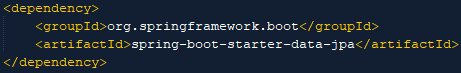 <dependency>
<groupId>org.springframework.boot</groupId>
<artifactId>spring-boot-starter-data-jpa</artifactId>
</dependency>